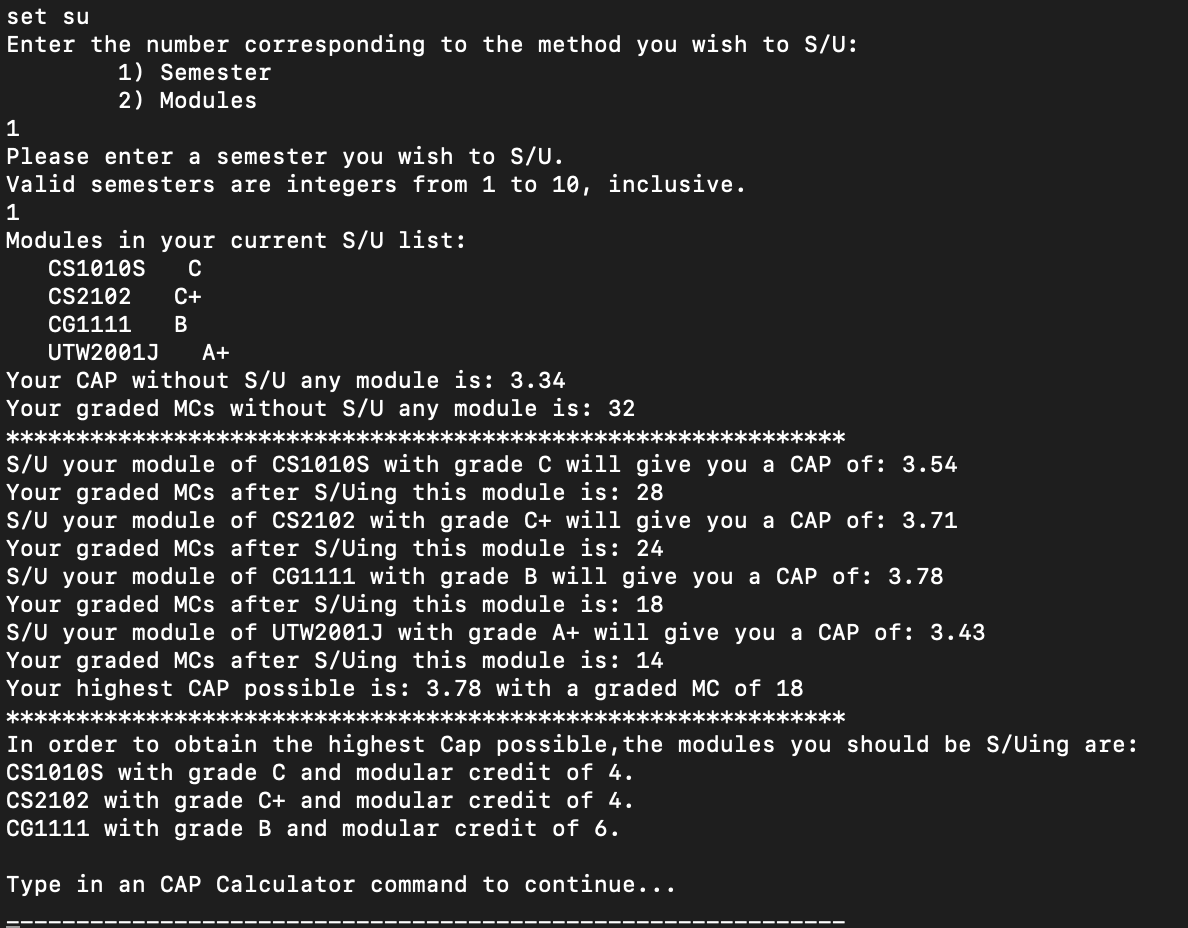 set su
Enter the number corresponding to the method you wish to S/U:
        1) Semester
        2) Modules
1
Please enter a semester you wish to S/U.
Valid semesters are integers from 1 to 10, inclusive.
1
Modules in your current S/U list:
   CS1010S   C
   CS2102   C+
   CG1111   B
   UTW2001J   A+
Your CAP without S/U any module is: 3.34
Your graded MCs without S/U any module is: 32
************************************************************
S/U your module of CS1010S with grade C will give you a CAP of: 3.54
Your graded MCs after S/Uing this module is: 28
S/U your module of CS2102 with grade C+ will give you a CAP of: 3.71
Your graded MCs after S/Uing this module is: 24
S/U your module of CG1111 with grade B will give you a CAP of: 3.78
Your graded MCs after S/Uing this module is: 18
S/U your module of UTW2001J with grade A+ will give you a CAP of: 3.43
Your graded MCs after S/Uing this module is: 14
Your highest CAP possible is: 3.78 with a graded MC of 18
************************************************************
In order to obtain the highest Cap possible,the modules you should be S/Uing are:
CS1010S with grade C and modular credit of 4.
CS2102 with grade C+ and modular credit of 4.
CG1111 with grade B and modular credit of 6.

Type in an CAP Calculator command to continue...
____________________________________________________________